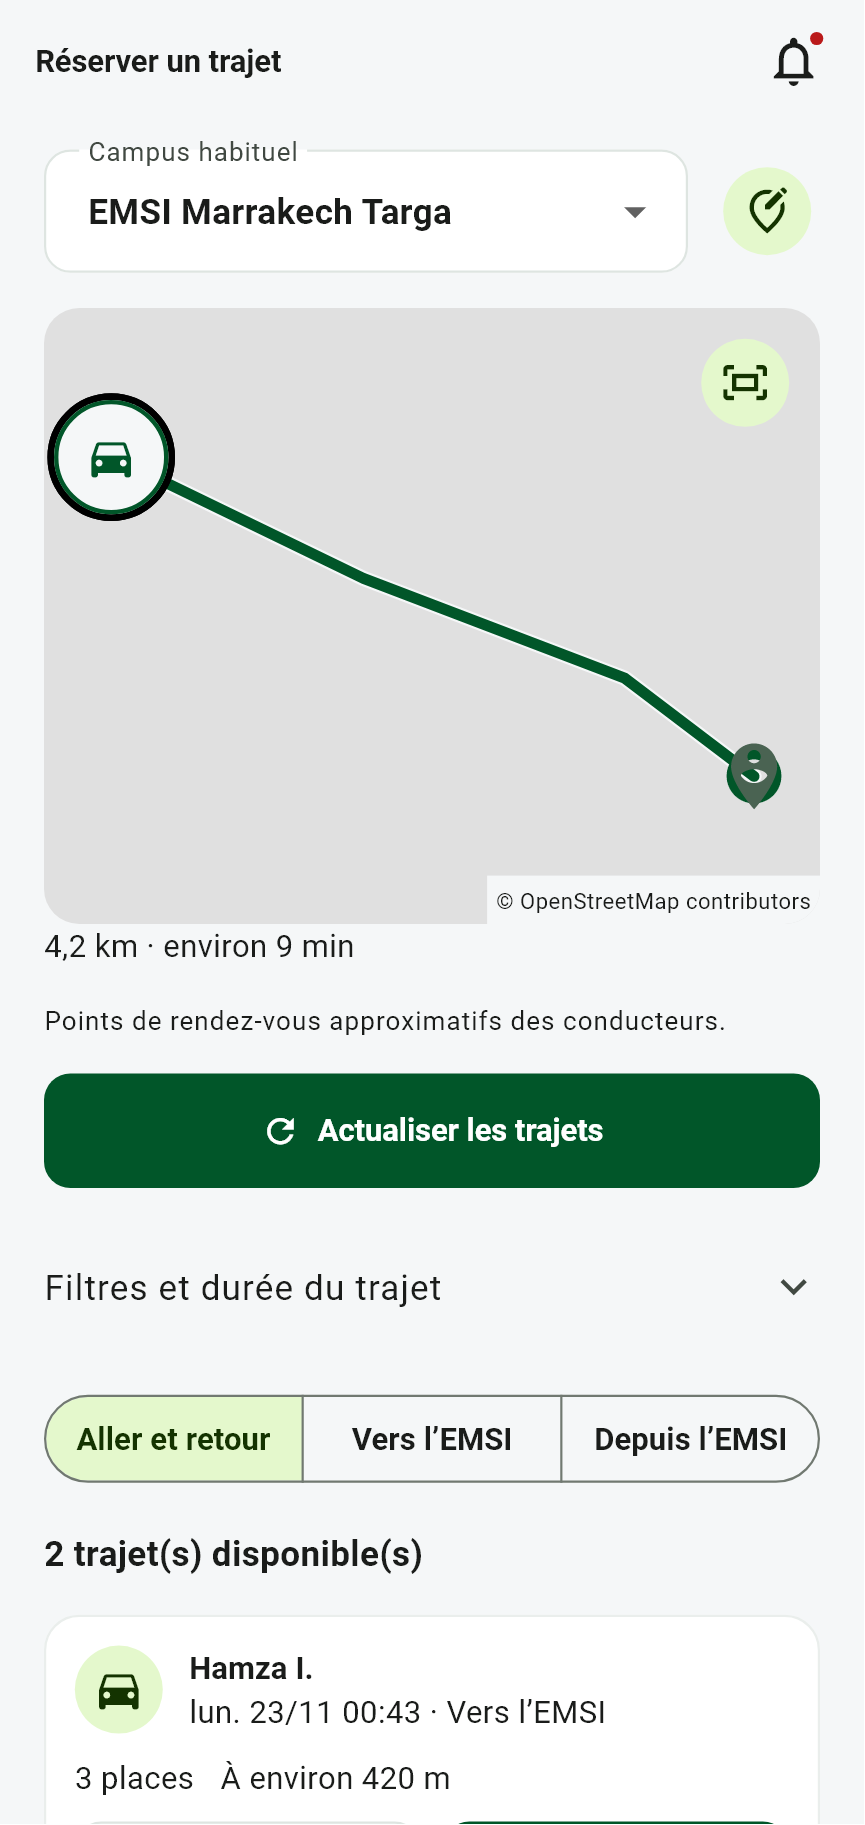 Réserver un trajet
Campus habituel
EMSI Marrakech Targa
© OpenStreetMap contributors
4,2 km · environ 9 min
Points de rendez-vous approximatifs des conducteurs.
Actualiser les trajets
Filtres et durée du trajet
Aller et retour
Vers l’EMSI
Depuis l’EMSI
2 trajet(s) disponible(s)
Hamza I.
lun. 23/11 00:43 · Vers l’EMSI
3 places À environ 420 m